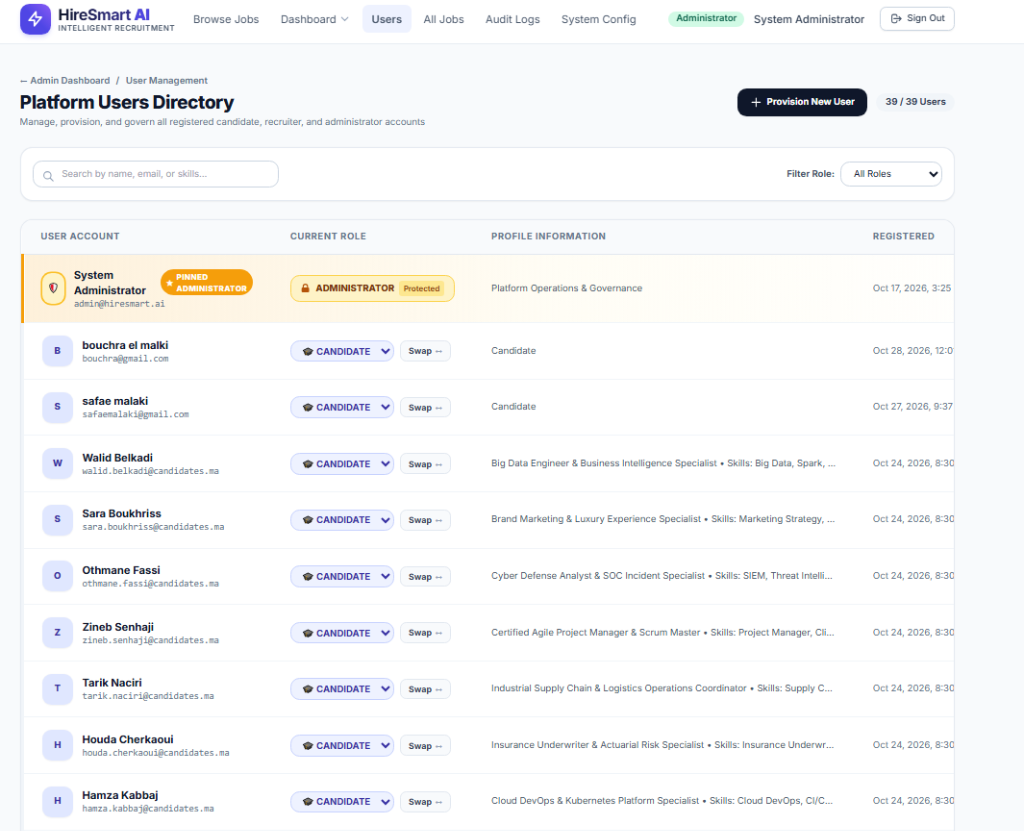 HireSmart AI
INTELLIGENT RECRUITMENT
Browse Jobs Dashboard Users All Jobs Audit Logs System Config Administrator System Administrator Sign Out
← Admin Dashboard / User Management
Platform Users Directory
Manage, provision, and govern all registered candidate, recruiter, and administrator accounts
+ Provision New User 39 / 39 Users
Search by name, email, or skills... Filter Role: All Roles
USER ACCOUNT CURRENT ROLE PROFILE INFORMATION REGISTERED
System Administrator
★ PINNED ADMINISTRATOR
admin@hiresmart.ai
ADMINISTRATOR Protected Platform Operations & Governance Oct 17, 2026, 3:25
B bouchra el malki
bouchra@gmail.com
CANDIDATE Swap ↔ Candidate Oct 28, 2026, 12:0
S safae malaki
safaemalaki@gmail.com
CANDIDATE Swap ↔ Candidate Oct 27, 2026, 9:37
W Walid Belkadi
walid.belkadi@candidates.ma
CANDIDATE Swap ↔ Big Data Engineer & Business Intelligence Specialist • Skills: Big Data, Spark, ... Oct 24, 2026, 8:30
S Sara Boukhriss
sara.boukhriss@candidates.ma
CANDIDATE Swap ↔ Brand Marketing & Luxury Experience Specialist • Skills: Marketing Strategy, ... Oct 24, 2026, 8:30
O Othmane Fassi
othmane.fassi@candidates.ma
CANDIDATE Swap ↔ Cyber Defense Analyst & SOC Incident Specialist • Skills: SIEM, Threat Intelli... Oct 24, 2026, 8:30
Z Zineb Senhaji
zineb.senhaji@candidates.ma
CANDIDATE Swap ↔ Certified Agile Project Manager & Scrum Master • Skills: Project Manager, Cli... Oct 24, 2026, 8:30
T Tarik Naciri
tarik.naciri@candidates.ma
CANDIDATE Swap ↔ Industrial Supply Chain & Logistics Operations Coordinator • Skills: Supply C... Oct 24, 2026, 8:30
H Houda Cherkaoui
houda.cherkaoui@candidates.ma
CANDIDATE Swap ↔ Insurance Underwriter & Actuarial Risk Specialist • Skills: Insurance Underwr... Oct 24, 2026, 8:30
H Hamza Kabbaj
hamza.kabbaj@candidates.ma
CANDIDATE Swap ↔ Cloud DevOps & Kubernetes Platform Specialist • Skills: Cloud DevOps, CI/C... Oct 24, 2026, 8:30